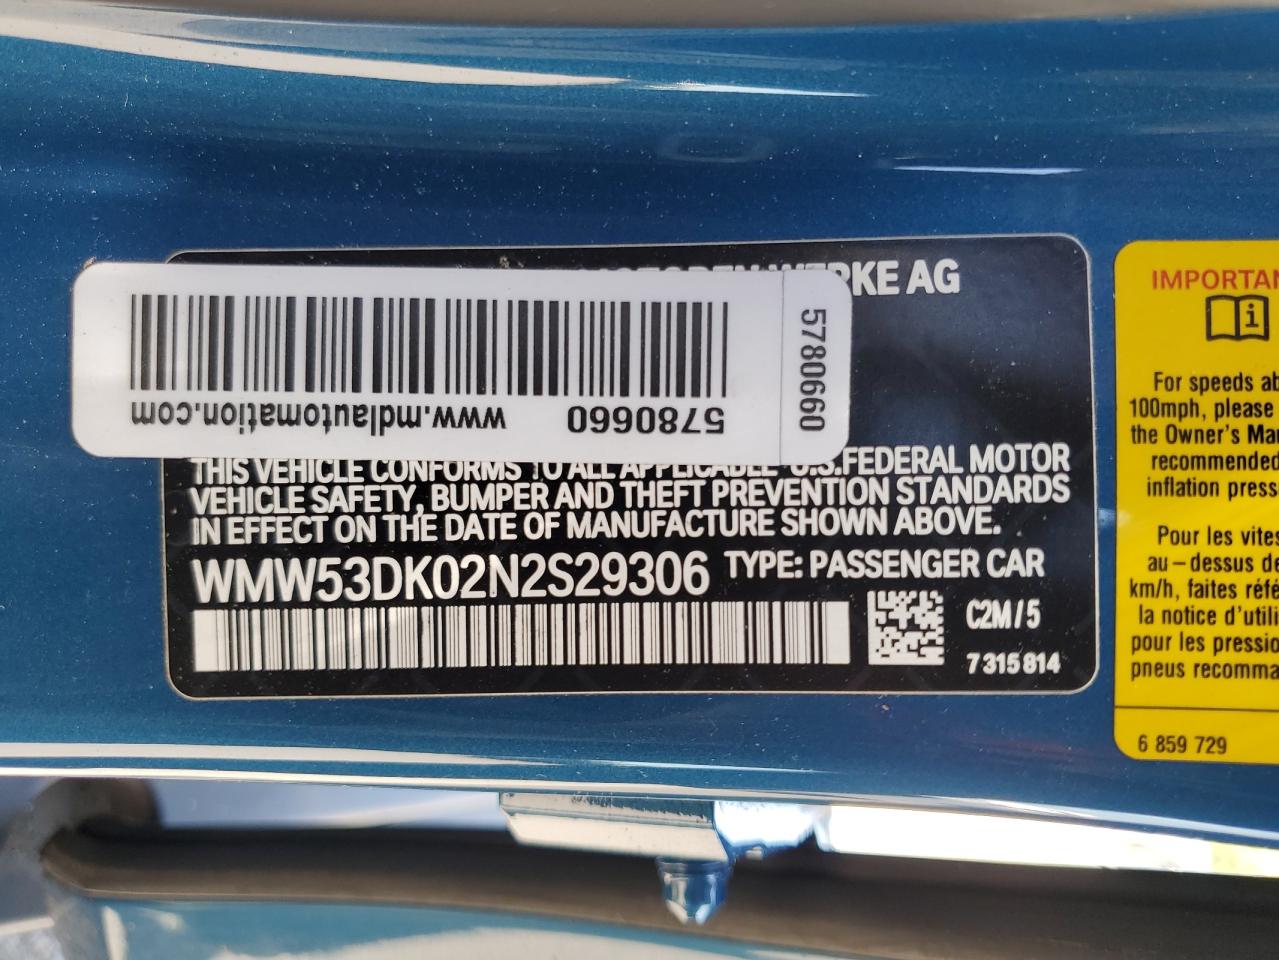 WERKE AG
5780660
www.mdlautomation.com
5780660
THIS VEHICLE CONFORMS TO ALL APPLICABLE U.S.FEDERAL MOTOR
VEHICLE SAFETY, BUMPER AND THEFT PREVENTION STANDARDS
IN EFFECT ON THE DATE OF MANUFACTURE SHOWN ABOVE.
WMW53DK02N2S29306 TYPE: PASSENGER CAR
C2M/5
7 315 814
IMPORTAN
i
For speeds ab
100mph, please
the Owner's Man
recommended
inflation press
Pour les vites
au-dessus de
km/h, faites réfé
la notice d'utili
pour les pressio
pneus recomma
6 859 729